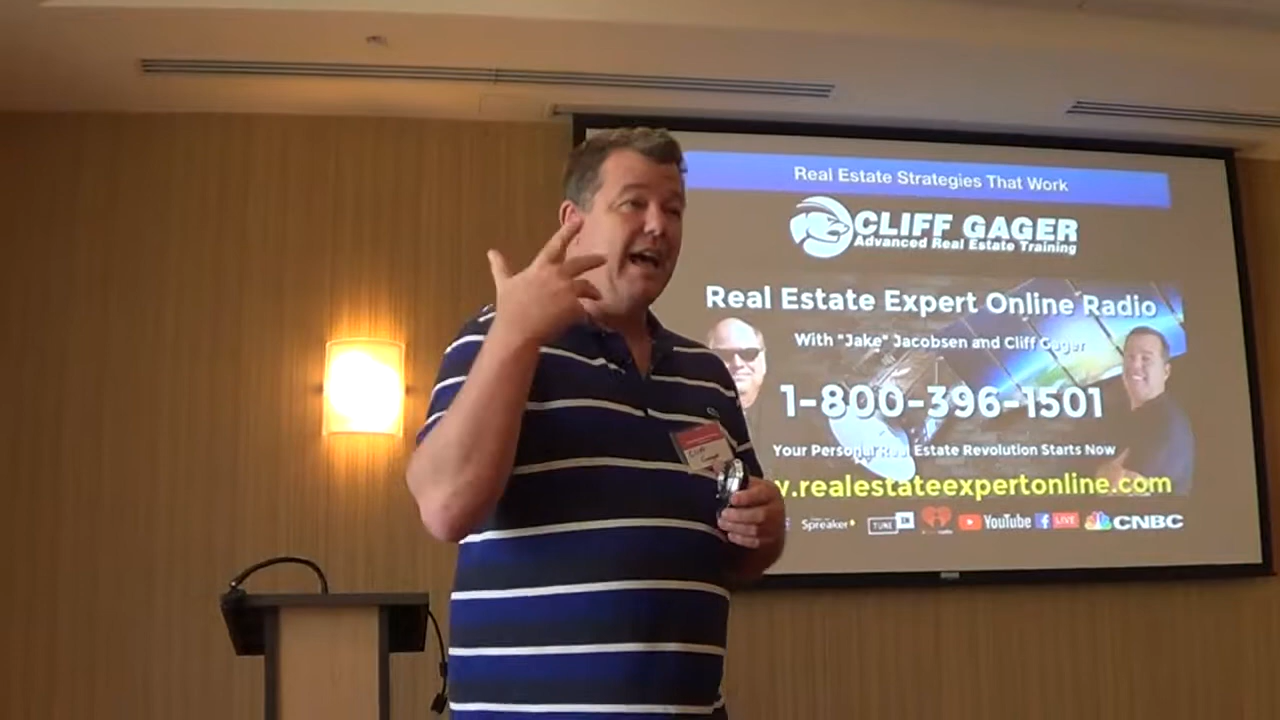 Real Estate Strategies That Work
CLIFF GAGER
Advanced Real Estate Training
Real Estate Expert Online Radio
With "Jake" Jacobsen and Cliff Gager
1-800-396-1501
Your Personal Real Estate Revolution Starts Now
.realestateexpertonline.com
Spreaker TUNE IN YouTube f LIVE CNBC